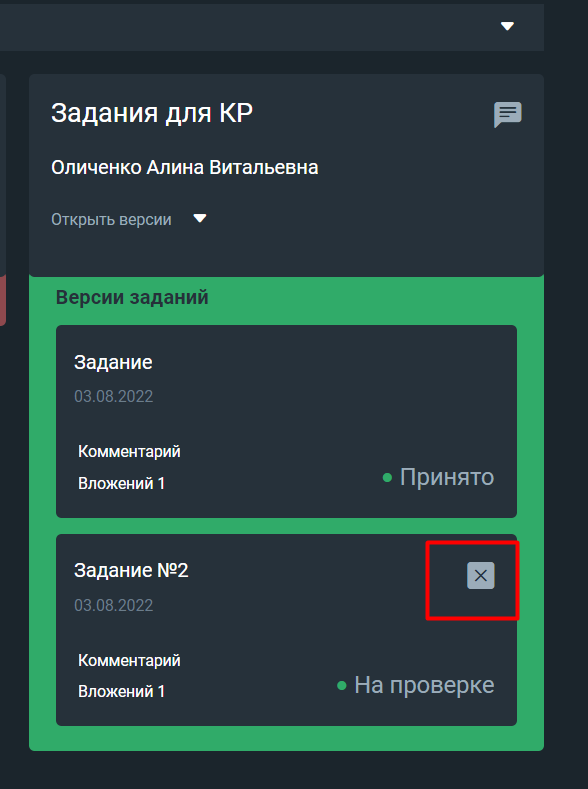 Задания для КР
Оличенко Алина Витальевна
Открыть версии
Версии заданий
Задание
03.08.2022
Комментарий
Вложений 1
Принято
Задание №2
03.08.2022
Комментарий
Вложений 1
На проверке